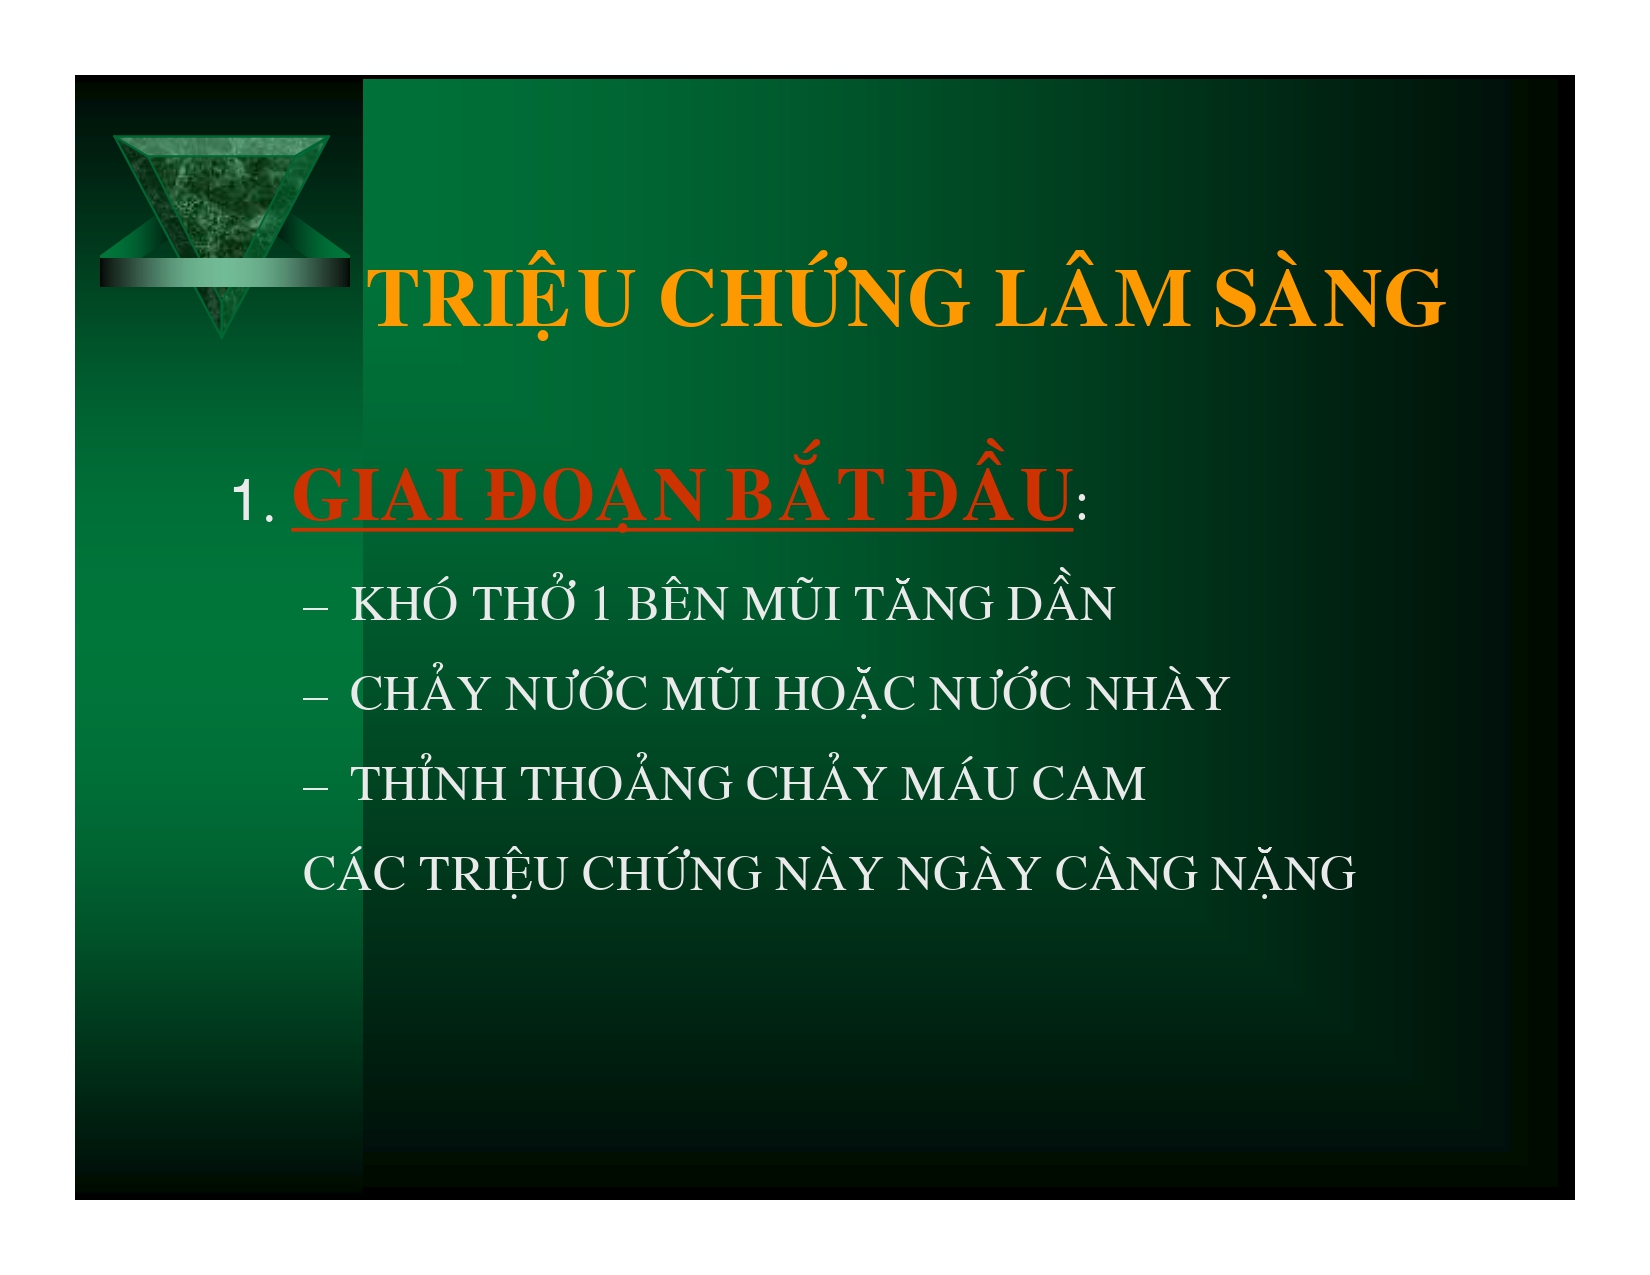 TRIỆU CHỨNG LÂM SÀNG
1. GIAI ĐOẠN BẮT ĐẦU:
– KHÓ THỞ 1 BÊN MŨI TĂNG DẦN
– CHẢY NƯỚC MŨI HOẶC NƯỚC NHÀY
– THỈNH THOẢNG CHẢY MÁU CAM
CÁC TRIỆU CHỨNG NÀY NGÀY CÀNG NẶNG